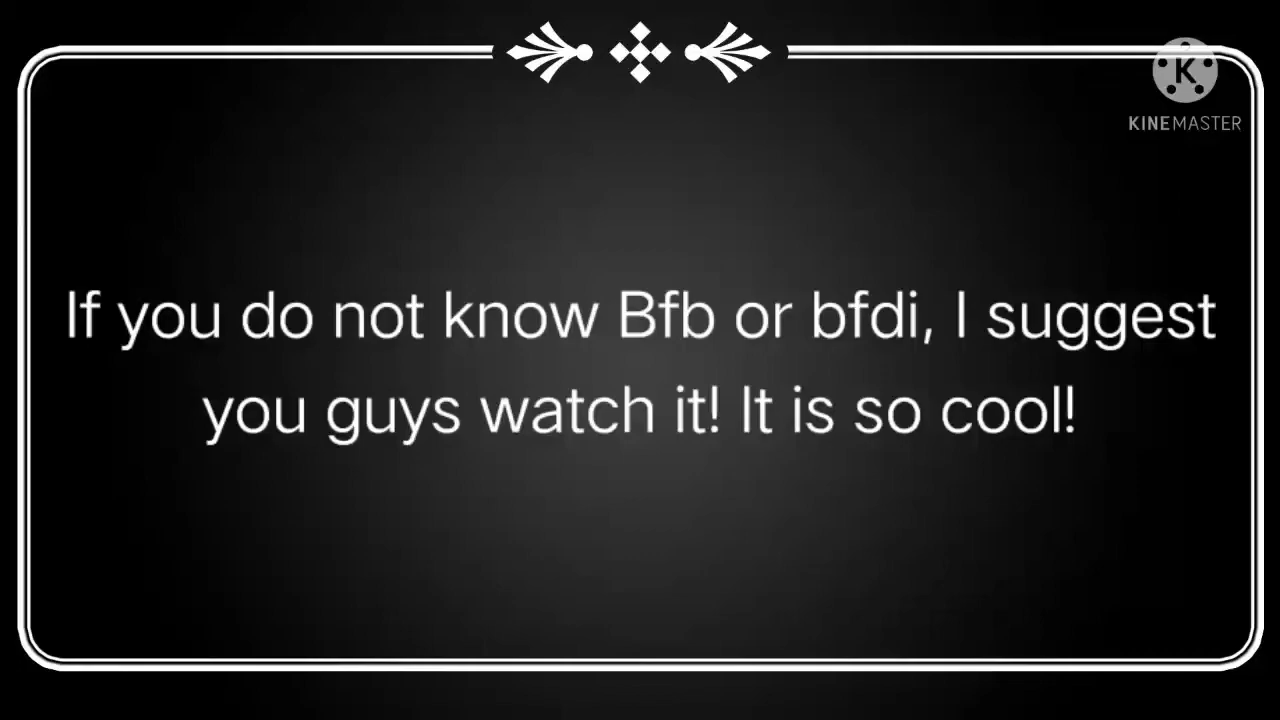 K
KINEMASTER
If you do not know Bfb or bfdi, I suggest
you guys watch it! It is so cool!